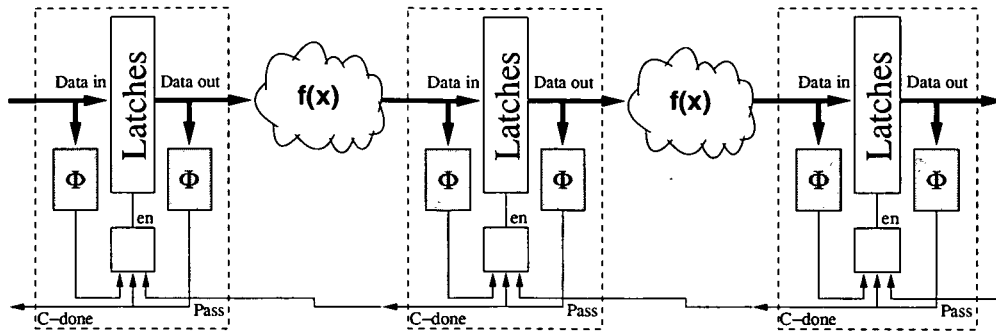 Data in
Latches
Data out
f(x)
Data in
Latches
Data out
f(x)
Data in
Latches
Data out
Φ
Φ
Φ
Φ
Φ
Φ
en
en
en
C–done
Pass
C–done
Pass
C–done
Pass